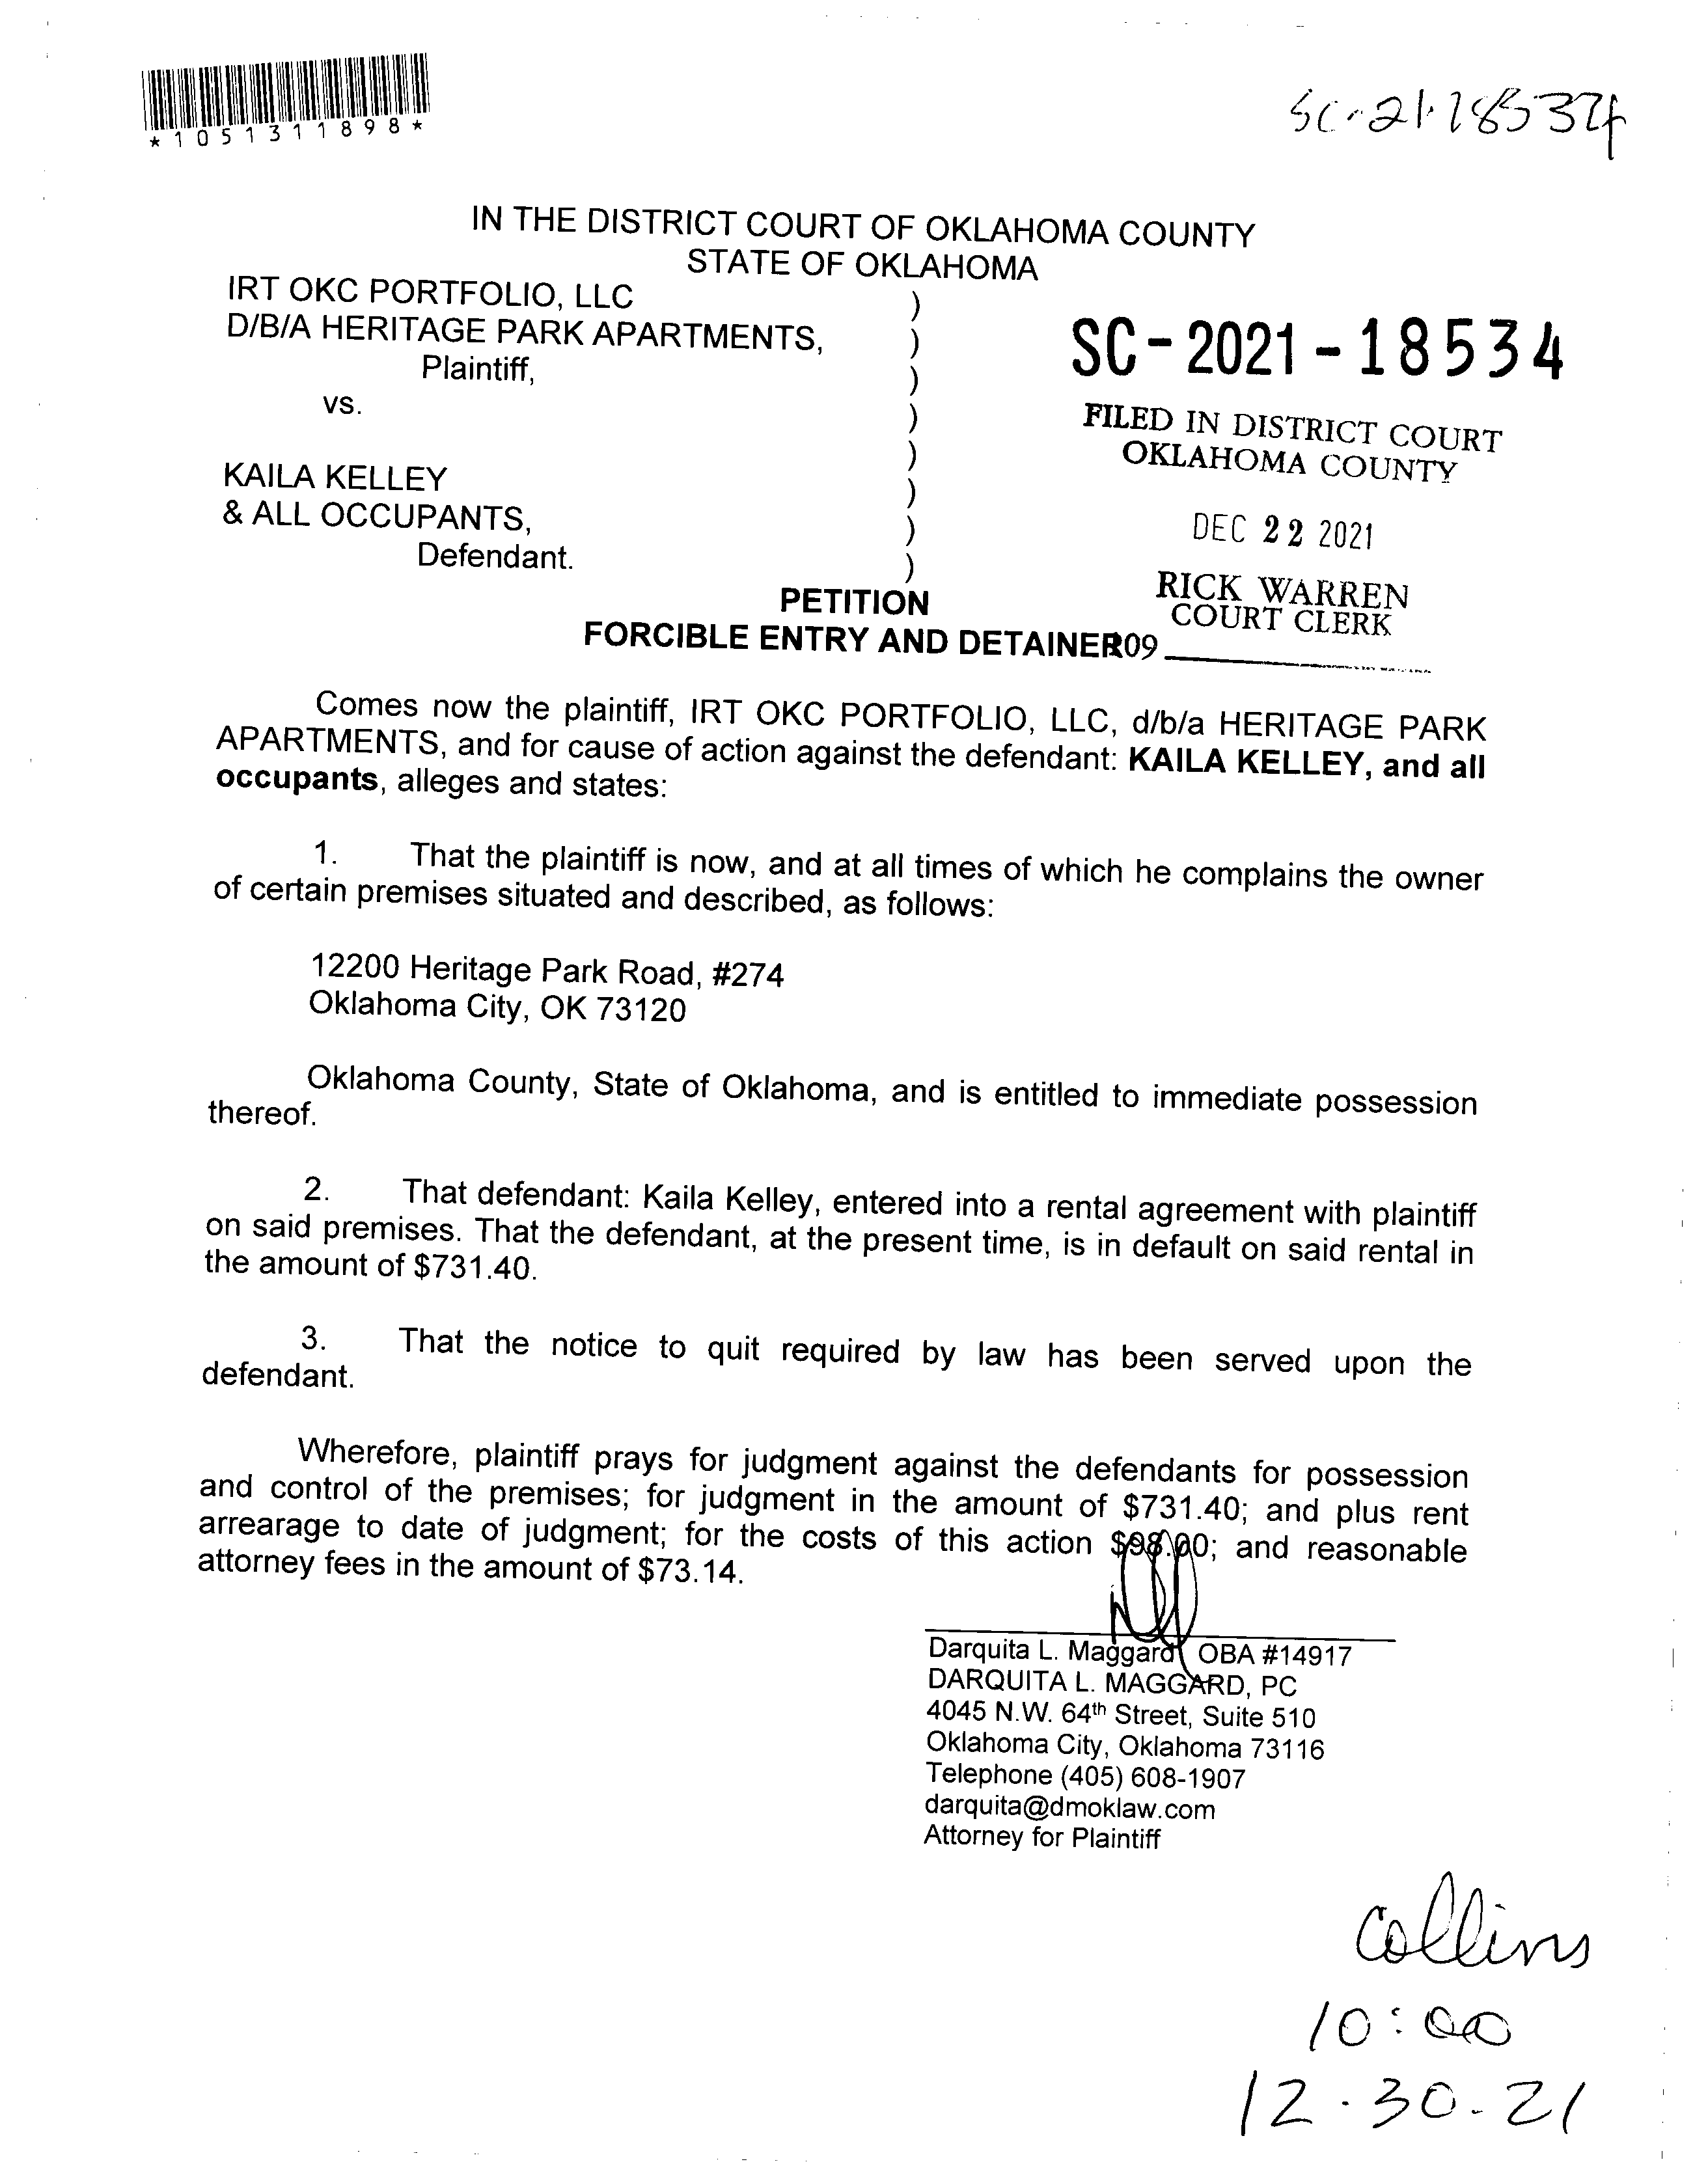 *1051311898*
SC-21-18534
IN THE DISTRICT COURT OF OKLAHOMA COUNTY
STATE OF OKLAHOMA
IRT OKC PORTFOLIO, LLC )
D/B/A HERITAGE PARK APARTMENTS, )
Plaintiff, )
vs. )
)
KAILA KELLEY )
& ALL OCCUPANTS, )
Defendant. )
SC-2021-18534
FILED IN DISTRICT COURT
OKLAHOMA COUNTY
DEC 22 2021
RICK WARREN
COURT CLERK
PETITION
FORCIBLE ENTRY AND DETAINER
09
Comes now the plaintiff, IRT OKC PORTFOLIO, LLC, d/b/a HERITAGE PARK
APARTMENTS, and for cause of action against the defendant: KAILA KELLEY, and all
occupants, alleges and states:
1. That the plaintiff is now, and at all times of which he complains the owner
of certain premises situated and described, as follows:
12200 Heritage Park Road, #274
Oklahoma City, OK 73120
Oklahoma County, State of Oklahoma, and is entitled to immediate possession
thereof.
2. That defendant: Kaila Kelley, entered into a rental agreement with plaintiff
on said premises. That the defendant, at the present time, is in default on said rental in
the amount of $731.40.
3. That the notice to quit required by law has been served upon the
defendant.
Wherefore, plaintiff prays for judgment against the defendants for possession
and control of the premises; for judgment in the amount of $731.40; and plus rent
arrearage to date of judgment; for the costs of this action $98.00; and reasonable
attorney fees in the amount of $73.14.
Darquita L. Maggard OBA #14917
DARQUITA L. MAGGARD, PC
4045 N.W. 64th Street, Suite 510
Oklahoma City, Oklahoma 73116
Telephone (405) 608-1907
darquita@dmoklaw.com
Attorney for Plaintiff
Collins
10:00
12.30.21